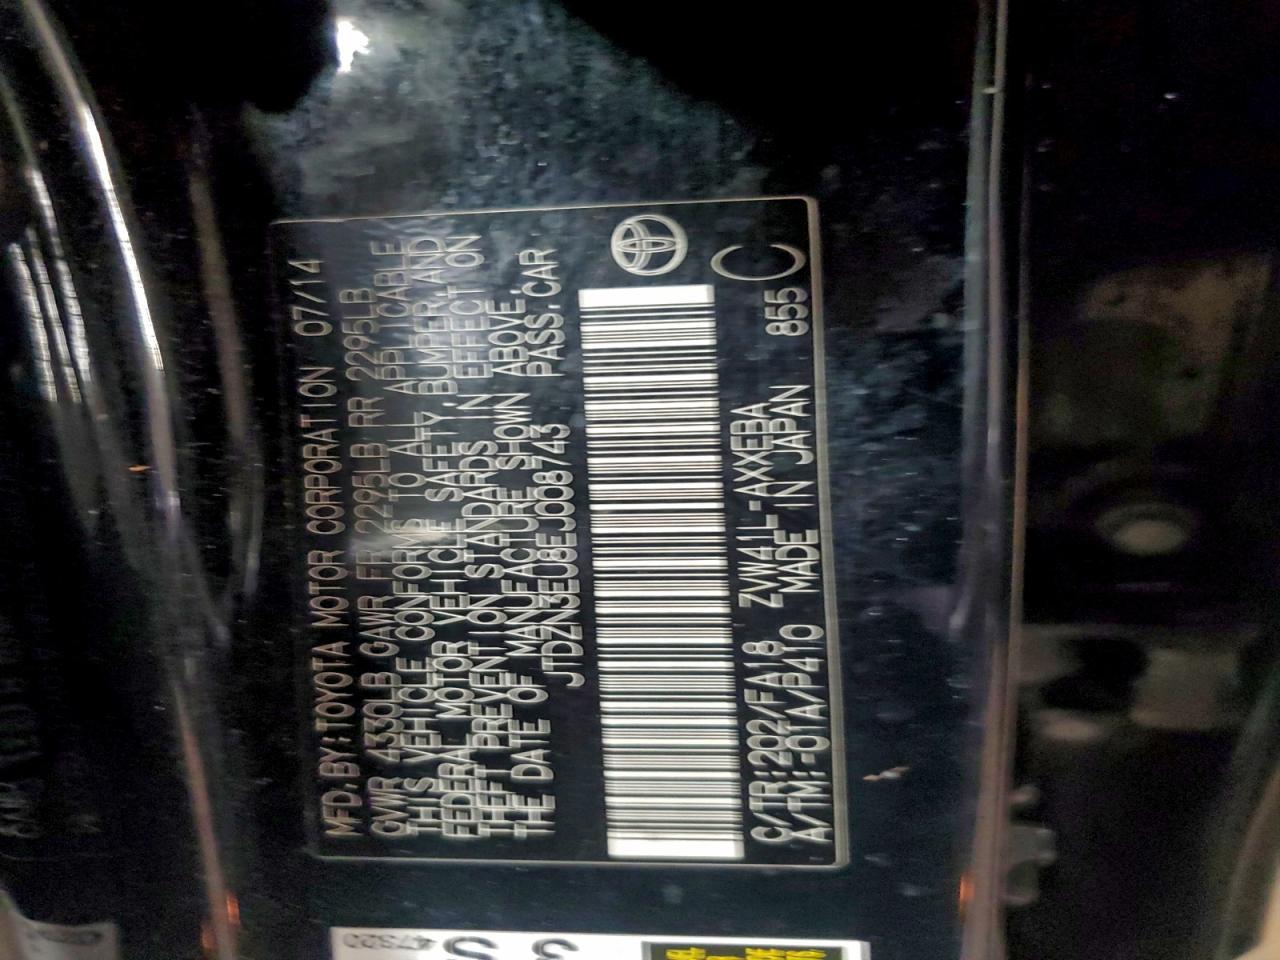 MFD. BY: TOYOTA MOTOR CORPORATION 07/14
GVWR 4330LB GAWR FR 2295LB RR 2295LB
THIS VEHICLE CONFORMS TO ALL APPLICABLE
FEDERAL MOTOR VEHICLE SAFETY, BUMPER, AND
THEFT PREVENTION STANDARDS IN EFFECT ON
THE DATE OF MANUFACTURE SHOWN ABOVE.
JTDZN3EU8EJ008743 PASS. CAR
C/TR: 202/FA18 ZVW41L-AXXEBA
A/TM: -01A/P410 MADE IN JAPAN 855
C
47320